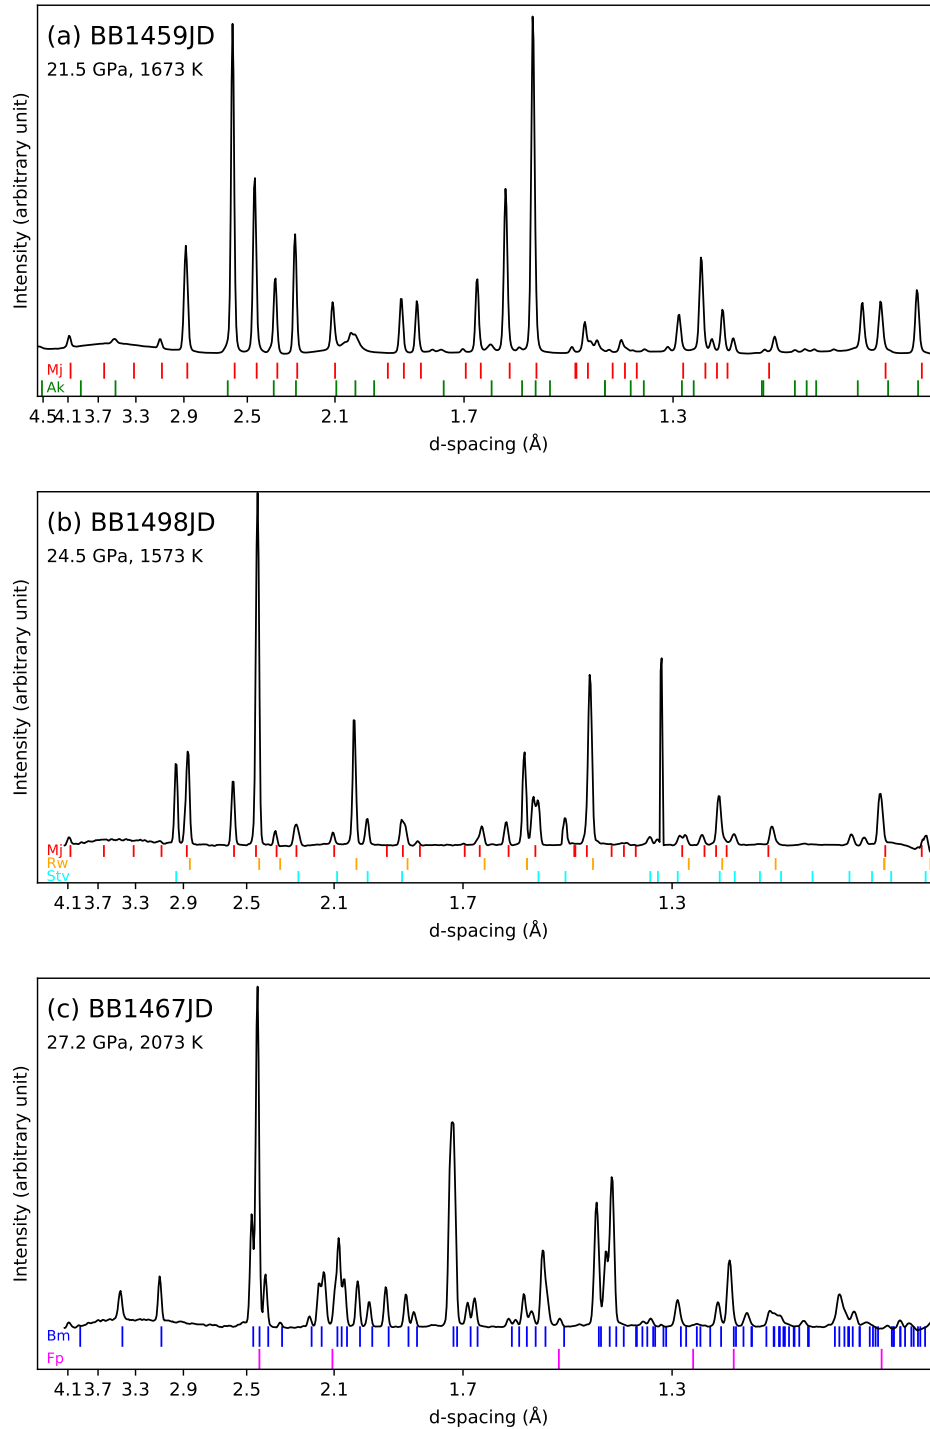 (a) BB1459JD
21.5 GPa, 1673 K
Intensity (arbitrary unit)
Mj
Ak
4.5 4.1 3.7 3.3 2.9 2.5 2.1 1.7 1.3
d-spacing (Å)
(b) BB1498JD
24.5 GPa, 1573 K
Intensity (arbitrary unit)
Mj
Rw
Stv
4.1 3.7 3.3 2.9 2.5 2.1 1.7 1.3
d-spacing (Å)
(c) BB1467JD
27.2 GPa, 2073 K
Intensity (arbitrary unit)
Bm
Fp
4.1 3.7 3.3 2.9 2.5 2.1 1.7 1.3
d-spacing (Å)